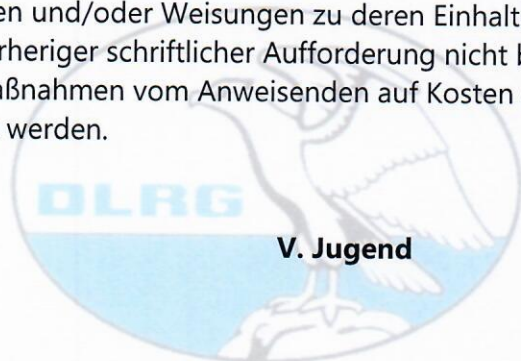 en und/oder Weisungen zu deren Einhalt
rheriger schriftlicher Aufforderung nicht b
aßnahmen vom Anweisenden auf Kosten
werden.
DLRG
V. Jugend